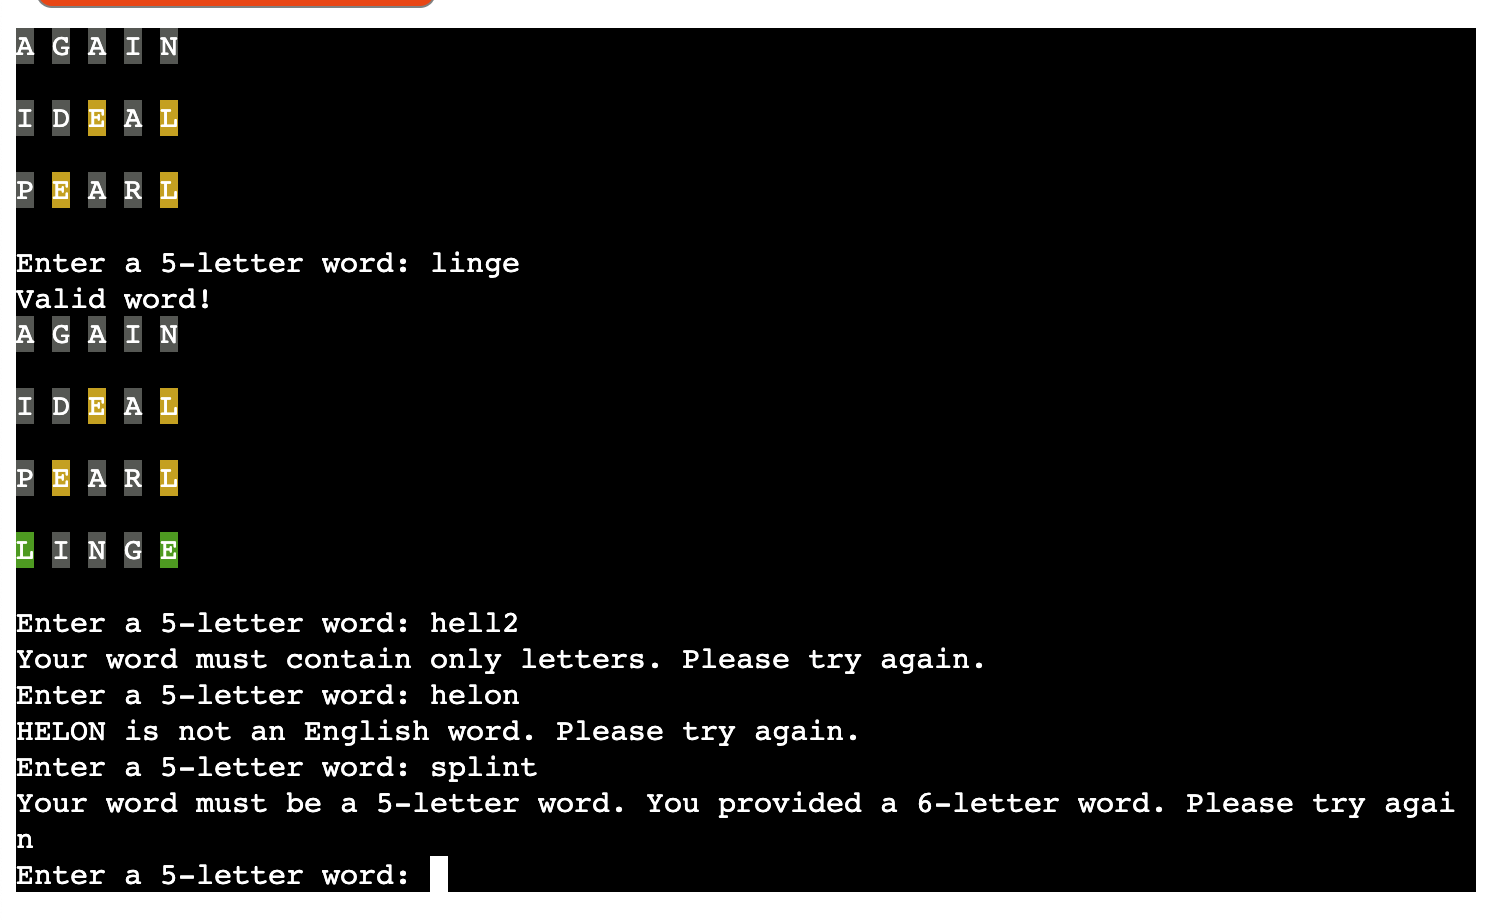 A G A I N
I D E A L
P E A R L
Enter a 5-letter word: linge
Valid word!
A G A I N
I D E A L
P E A R L
L I N G E
Enter a 5-letter word: hell2
Your word must contain only letters. Please try again.
Enter a 5-letter word: helon
HELON is not an English word. Please try again.
Enter a 5-letter word: splint
Your word must be a 5-letter word. You provided a 6-letter word. Please try agai
n
Enter a 5-letter word: